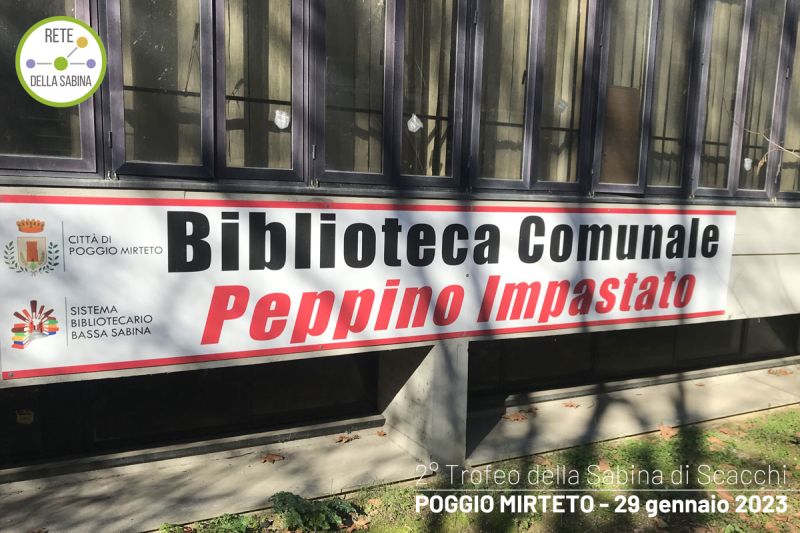 RETE
DELLA SABINA
CITTÀ DI
POGGIO MIRTETO
Biblioteca Comunale
Peppino Impastato
SISTEMA
BIBLIOTECARIO
BASSA SABINA
2° Trofeo della Sabina di Scacchi
POGGIO MIRTETO - 29 gennaio 2023